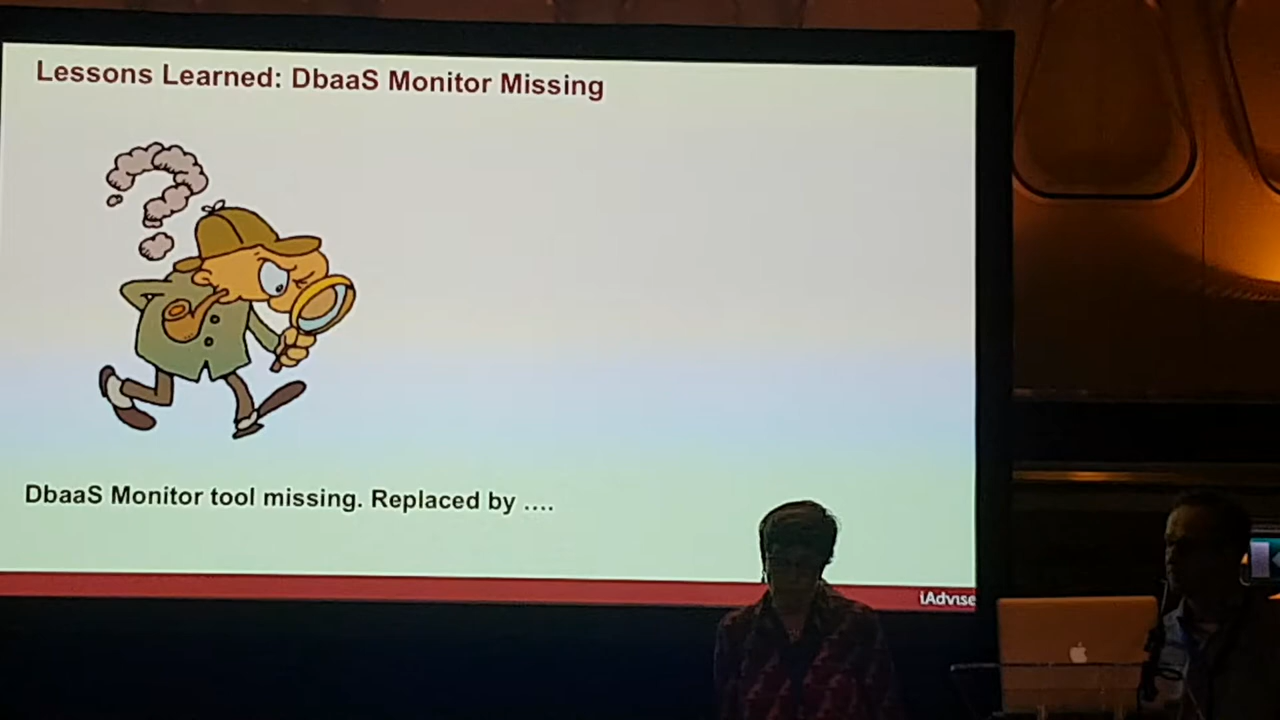 Lessons Learned: DbaaS Monitor Missing
DbaaS Monitor tool missing. Replaced by ....
iAdvise